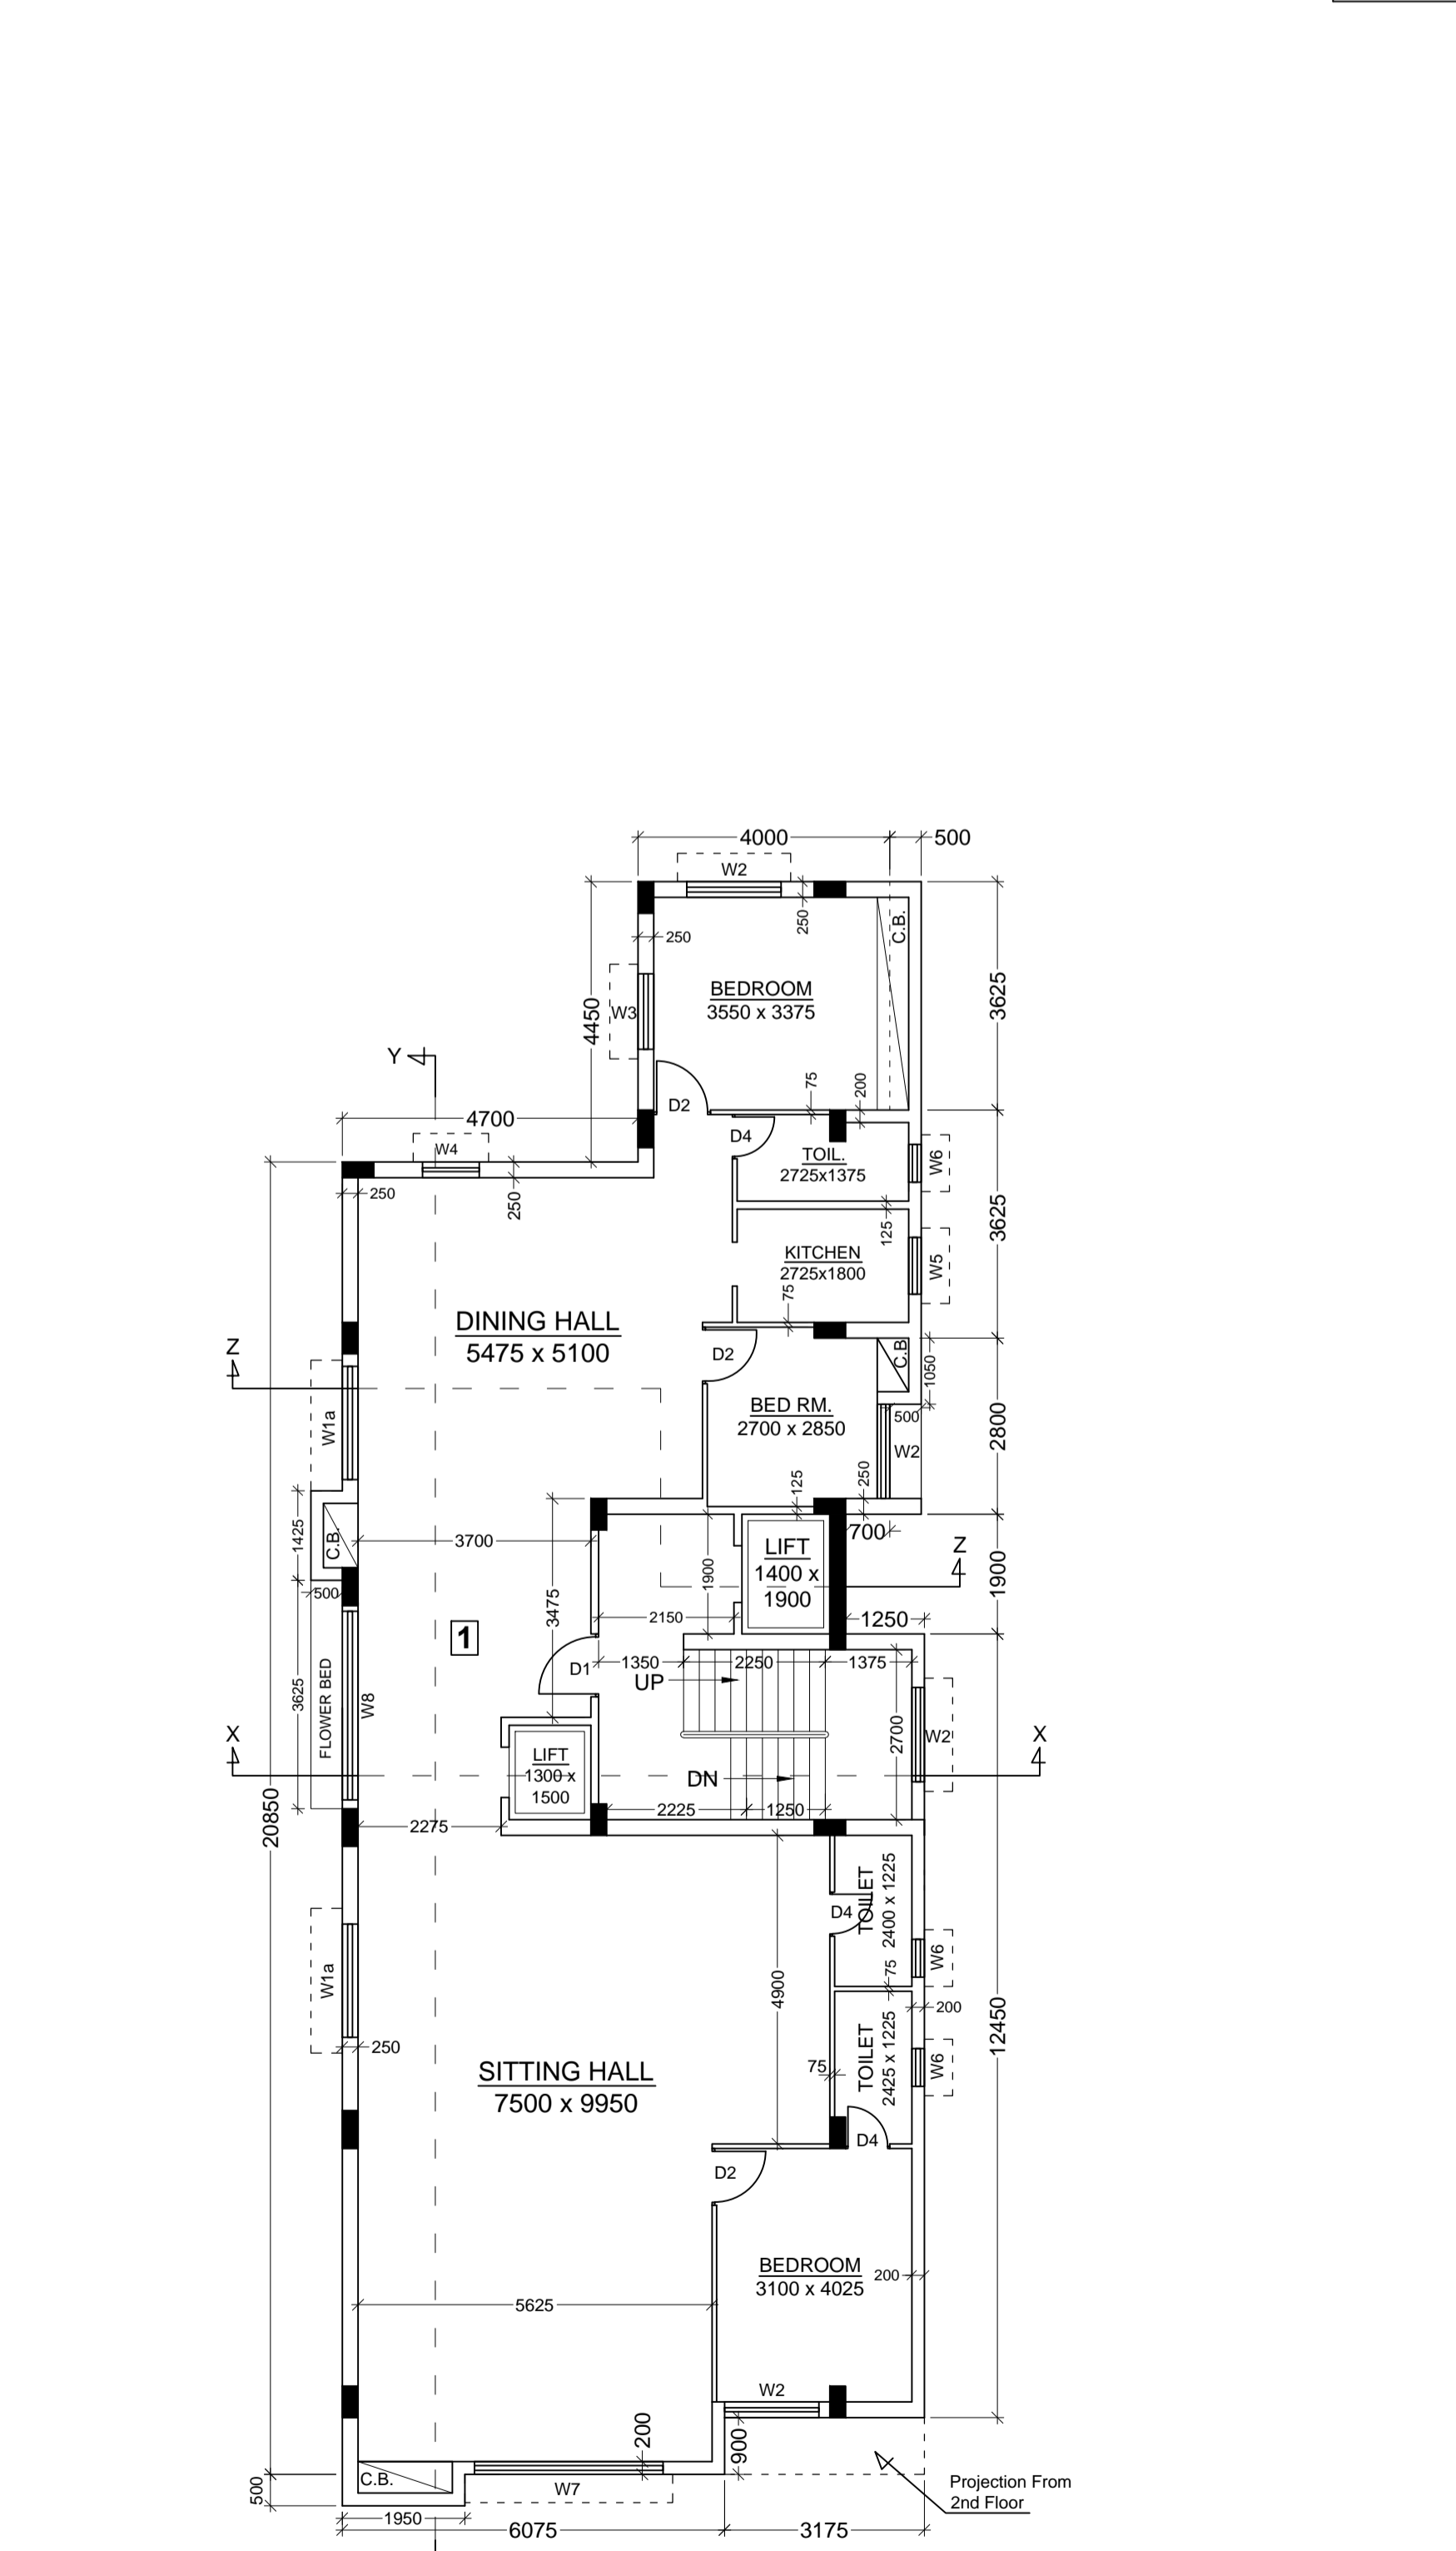 4000
500
W2
250
C.B.
250
BEDROOM
3550 x 3375
3625
4450
W3
Y
75
200
D2
4700
D4
W4
TOIL.
2725x1375
W6
250
250
3625
125
KITCHEN
2725x1800
W5
75
DINING HALL
5475 x 5100
Z
D2
C.B
1050
BED RM.
2700 x 2850
500
2800
W1a
W2
125
250
1425
C.B.
3700
700
LIFT
1400 x
1900
Z
1900
1900
500
3475
2150
1250
1
D1
1350
2250
1375
UP
3625
FLOWER BED
W8
X
2700
W2
X
LIFT
1300 x
1500
DN
20850
2225
1250
2275
TOILET
2400 x 1225
D4
W6
75
W1a
4900
200
12450
250
TOILET
2425 x 1225
W6
75
SITTING HALL
7500 x 9950
D4
D2
BEDROOM
3100 x 4025
200
5625
W2
200
900
C.B.
W7
500
Projection From
2nd Floor
1950
6075
3175